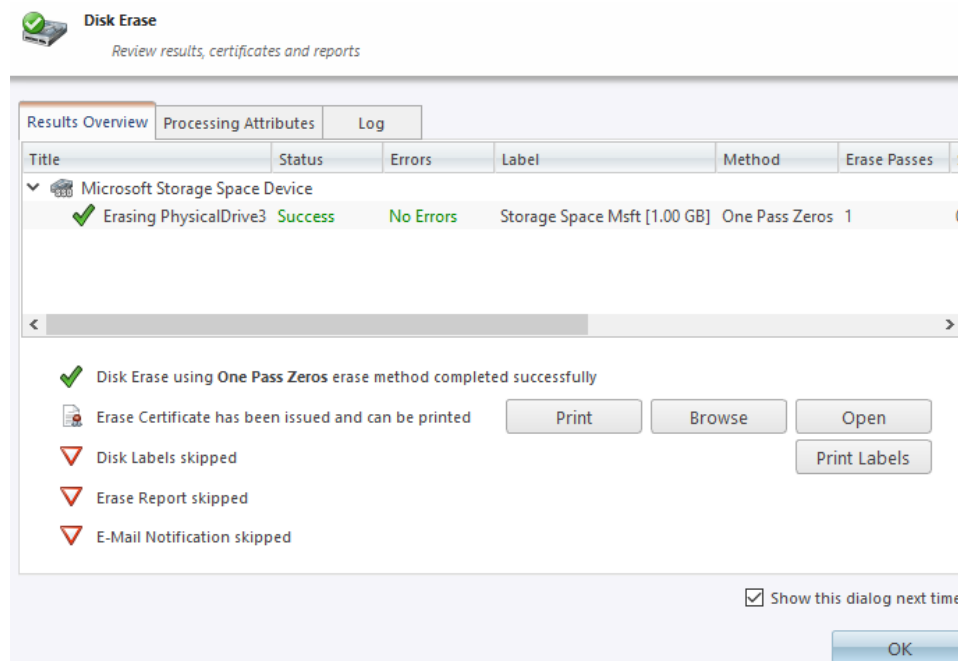 Disk Erase
Review results, certificates and reports
Results Overview Processing Attributes Log
Title Status Errors Label Method Erase Passes
Microsoft Storage Space Device
Erasing PhysicalDrive3 Success No Errors Storage Space Msft [1.00 GB] One Pass Zeros 1
Disk Erase using One Pass Zeros erase method completed successfully
Erase Certificate has been issued and can be printed Print Browse Open
Disk Labels skipped Print Labels
Erase Report skipped
E-Mail Notification skipped
Show this dialog next time
OK